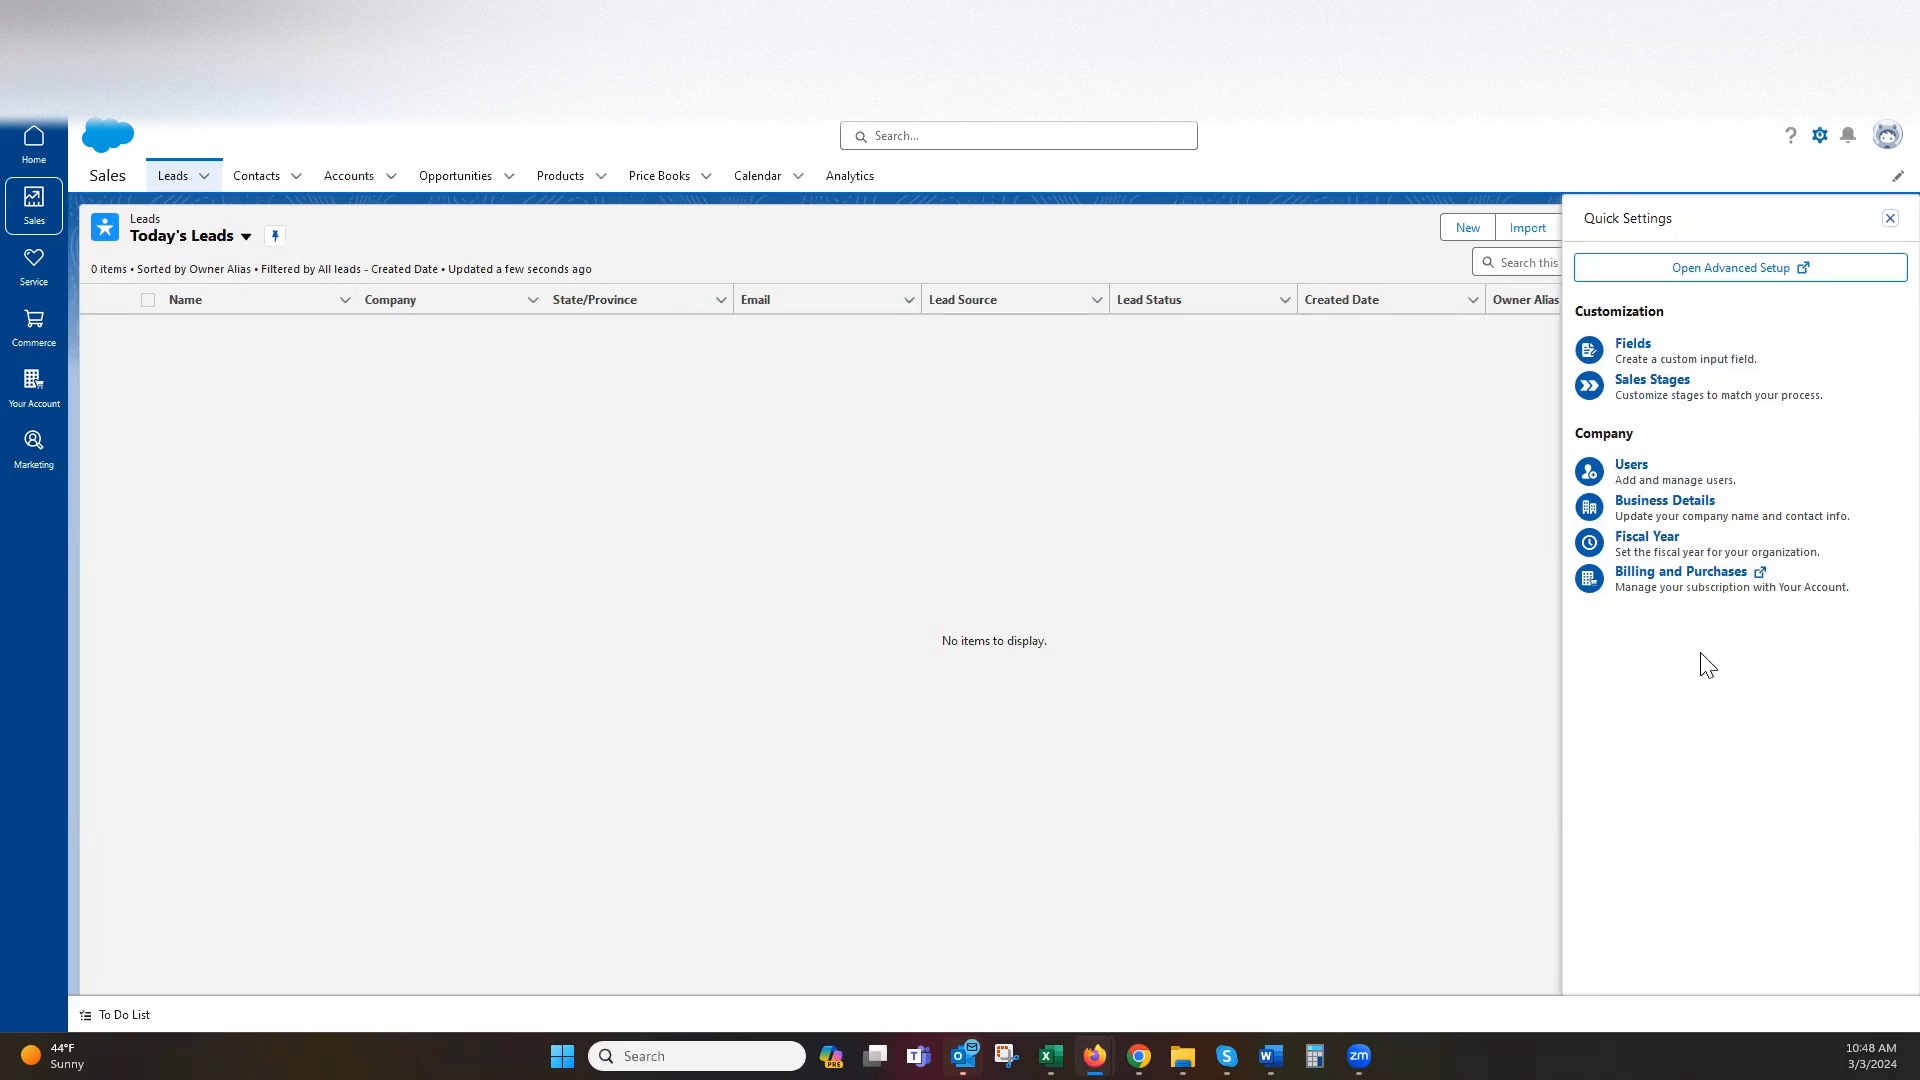 Search...
?
Home
Sales
Leads
Contacts
Accounts
Opportunities
Products
Price Books
Calendar
Analytics
Sales
Service
Commerce
Your Account
Marketing
Leads
Today's Leads
New
Import
0 items • Sorted by Owner Alias • Filtered by All leads - Created Date • Updated a few seconds ago
Search this
Name
Company
State/Province
Email
Lead Source
Lead Status
Created Date
Owner Alias
No items to display.
Quick Settings
Open Advanced Setup
Customization
Fields
Create a custom input field.
Sales Stages
Customize stages to match your process.
Company
Users
Add and manage users.
Business Details
Update your company name and contact info.
Fiscal Year
Set the fiscal year for your organization.
Billing and Purchases
Manage your subscription with Your Account.
To Do List
44°F
Sunny
Search
PRE
zm
10:48 AM
3/3/2024